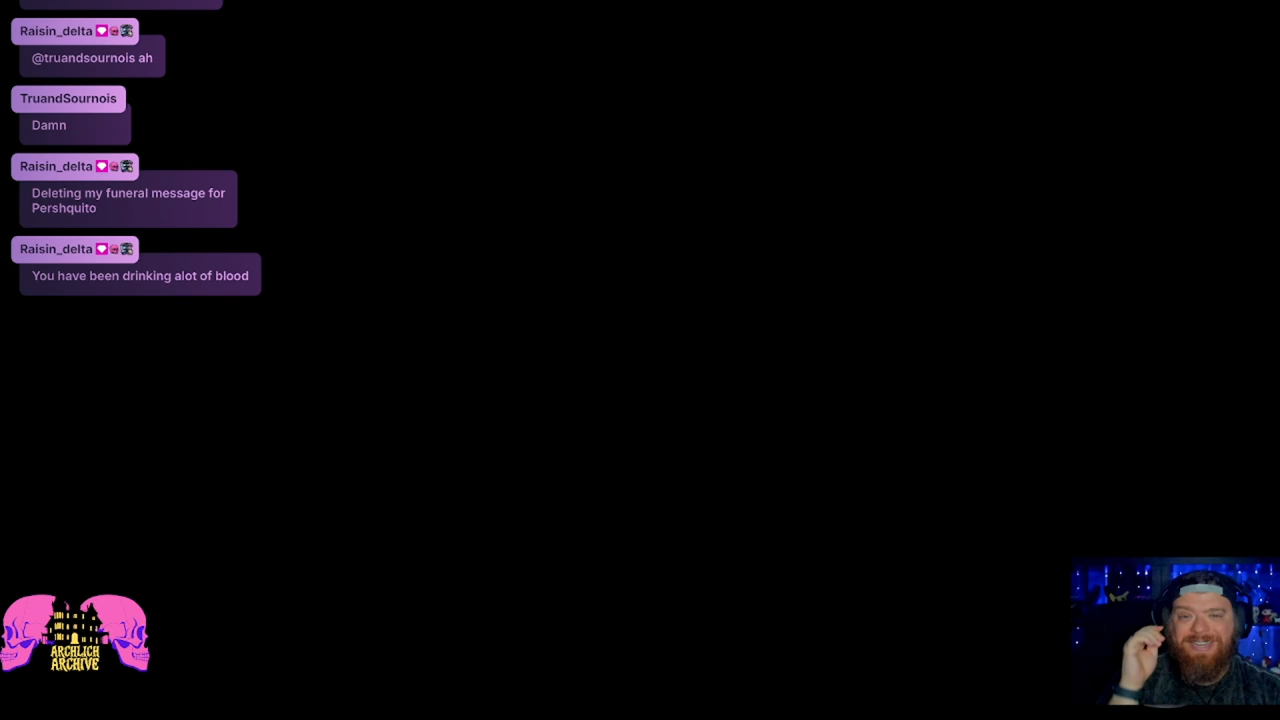 Raisin_delta
@truandsournois ah
TruandSournois
Damn
Raisin_delta
Deleting my funeral message for
Pershquito
Raisin_delta
You have been drinking alot of blood
ARCHLICH
ARCHIVE